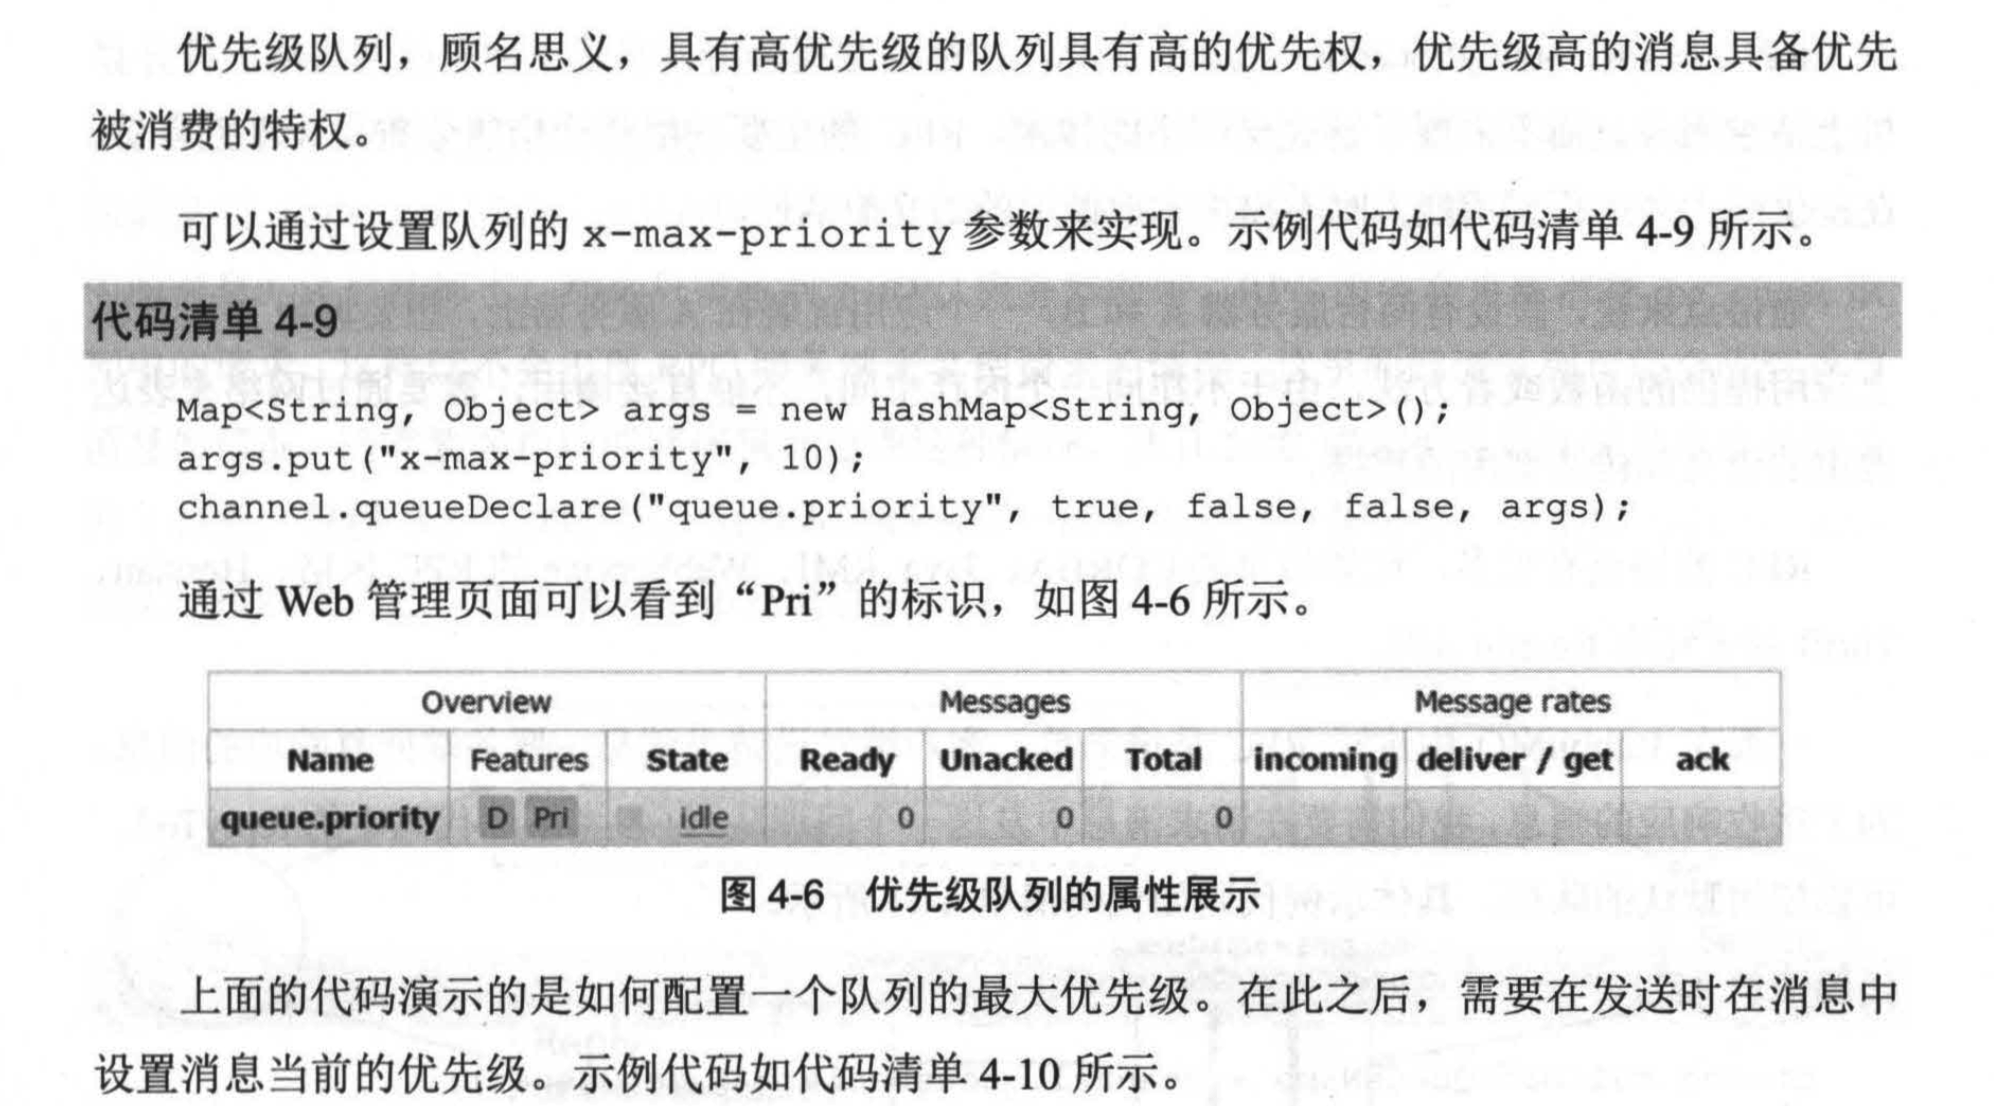 优先级队列，顾名思义，具有高优先级的队列具有高的优先权，优先级高的消息具备优先
被消费的特权。
可以通过设置队列的 x-max-priority 参数来实现。示例代码如代码清单 4-9 所示。
代码清单 4-9
Map<String, Object> args = new HashMap<String, Object>();
args.put("x-max-priority", 10);
channel.queueDeclare("queue.priority", true, false, false, args);
通过 Web 管理页面可以看到“Pri”的标识，如图 4-6 所示。
Overview Messages Message rates
Name Features State Ready Unacked Total incoming deliver / get ack
queue.priority D Pri idle 0 0 0
图 4-6 优先级队列的属性展示
上面的代码演示的是如何配置一个队列的最大优先级。在此之后，需要在发送时在消息中
设置消息当前的优先级。示例代码如代码清单 4-10 所示。